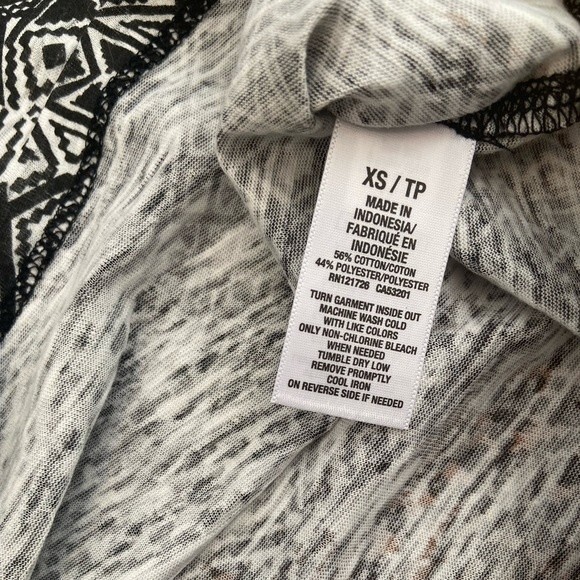 XS / TP
MADE IN
INDONESIA/
FABRIQUÉ EN
INDONÉSIE
56% COTTON/COTON
44% POLYESTER/POLYESTER
RN121726 CA53201
TURN GARMENT INSIDE OUT
MACHINE WASH COLD
WITH LIKE COLORS
ONLY NON-CHLORINE BLEACH
WHEN NEEDED
TUMBLE DRY LOW
REMOVE PROMPTLY
COOL IRON
ON REVERSE SIDE IF NEEDED